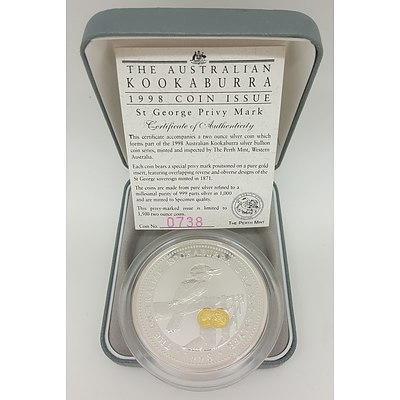 AUSTRALIA
THE AUSTRALIAN
KOOKABURRA
1998 COIN ISSUE
St George Privy Mark
Certificate of Authenticity
This certificate accompanies a two ounce silver coin which
forms part of the 1998 Australian Kookaburra silver bullion
coin series, minted and inspected by The Perth Mint, Western
Australia.
Each coin bears a special privy mark positioned on a pure gold
insert, featuring overlapping reverse and obverse designs of the
St George sovereign minted in 1871.
The coins are made from pure silver refined to a
millesimal purity of 999 parts silver in 1,000
and are minted to Specimen quality.
This privy-marked issue is limited to
1,500 two ounce coins.
Coin No. 0738
THE PERTH MINT
AUSTRALIAN KOOKABURRA